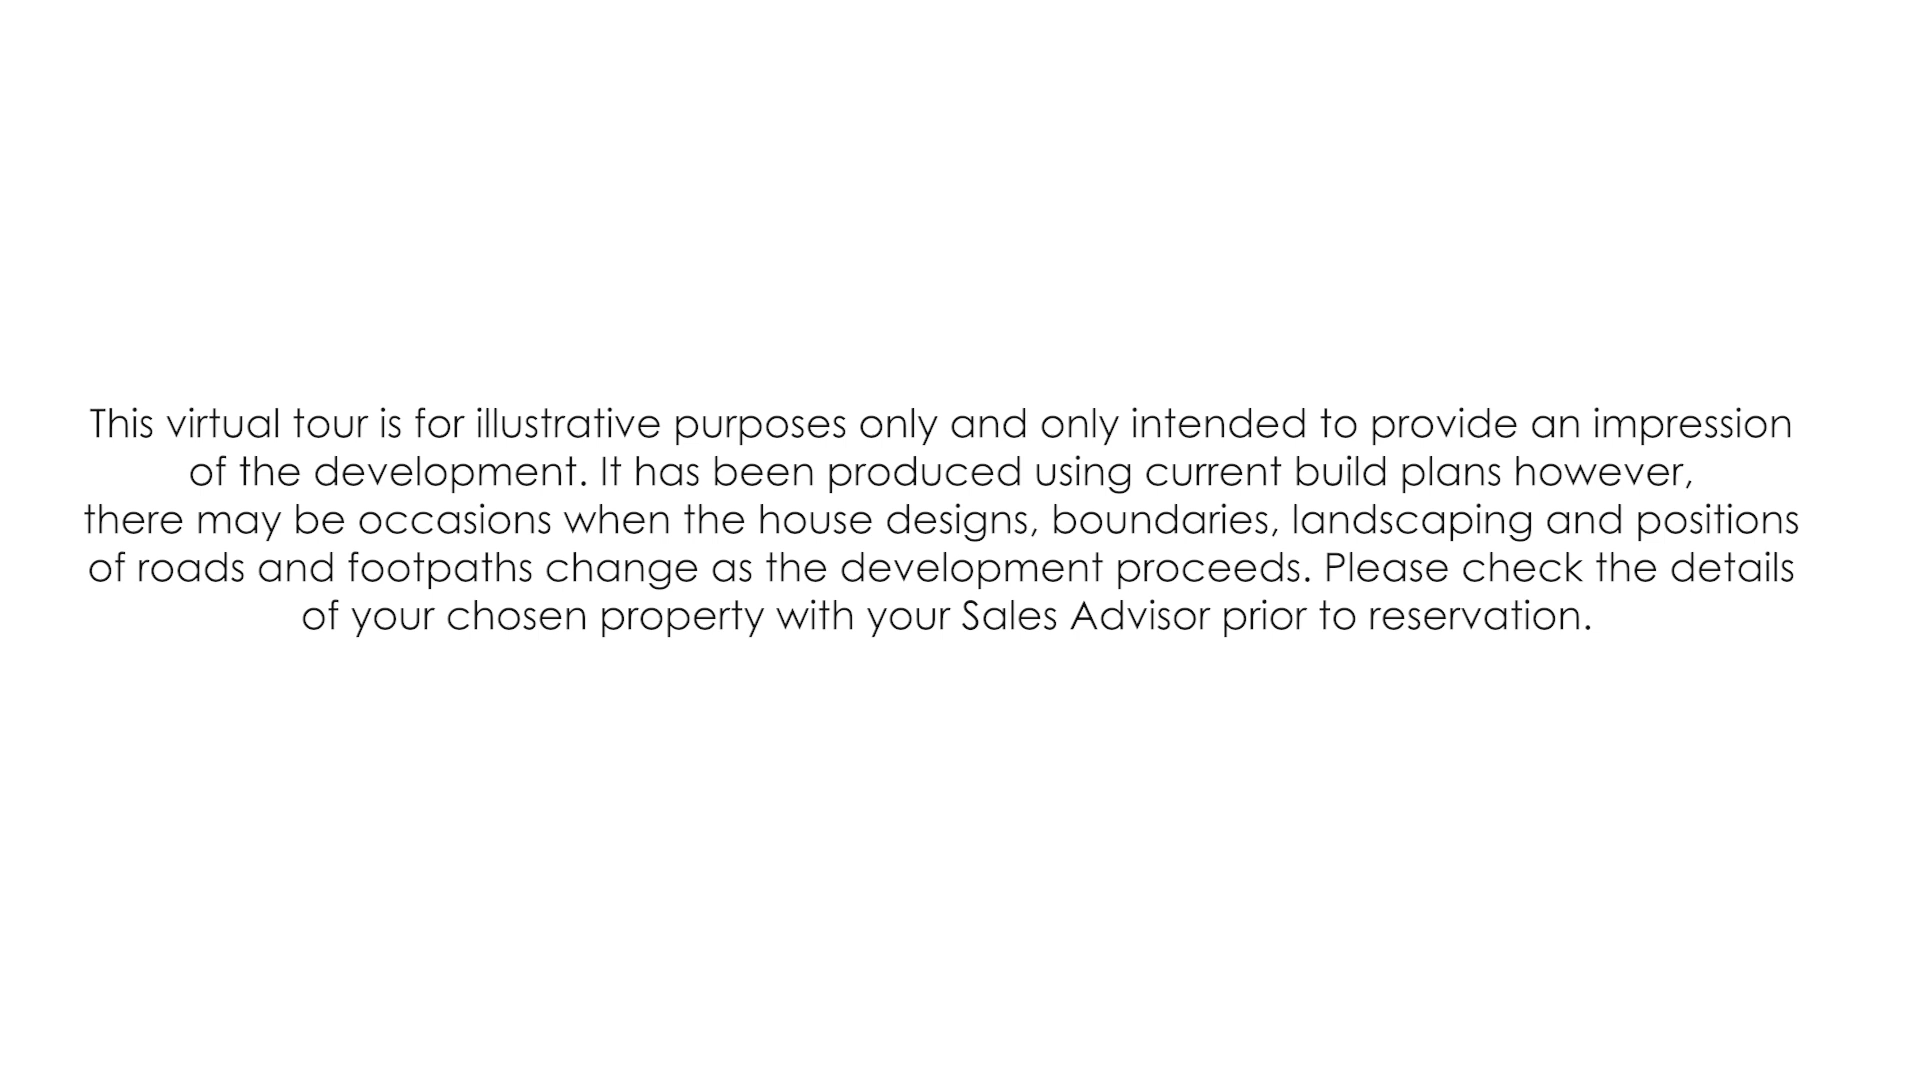 This virtual tour is for illustrative purposes only and only intended to provide an impression
of the development. It has been produced using current build plans however,
there may be occasions when the house designs, boundaries, landscaping and positions
of roads and footpaths change as the development proceeds. Please check the details
of your chosen property with your Sales Advisor prior to reservation.